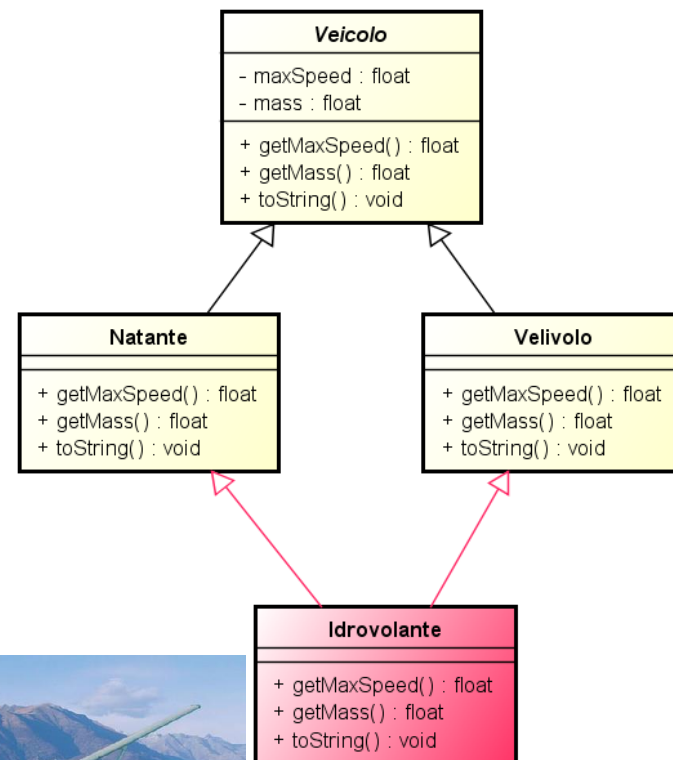 Veicolo
- maxSpeed : float
- mass : float
+ getMaxSpeed() : float
+ getMass() : float
+ toString() : void
Natante
+ getMaxSpeed() : float
+ getMass() : float
+ toString() : void
Velivolo
+ getMaxSpeed() : float
+ getMass() : float
+ toString() : void
Idrovolante
+ getMaxSpeed() : float
+ getMass() : float
+ toString() : void